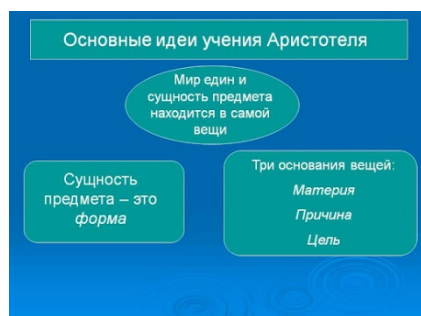 Основные идеи учения Аристотеля
Мир един и
сущность предмета
находится в самой
вещи
Сущность
предмета – это
форма
Три основания вещей:
Материя
Причина
Цель